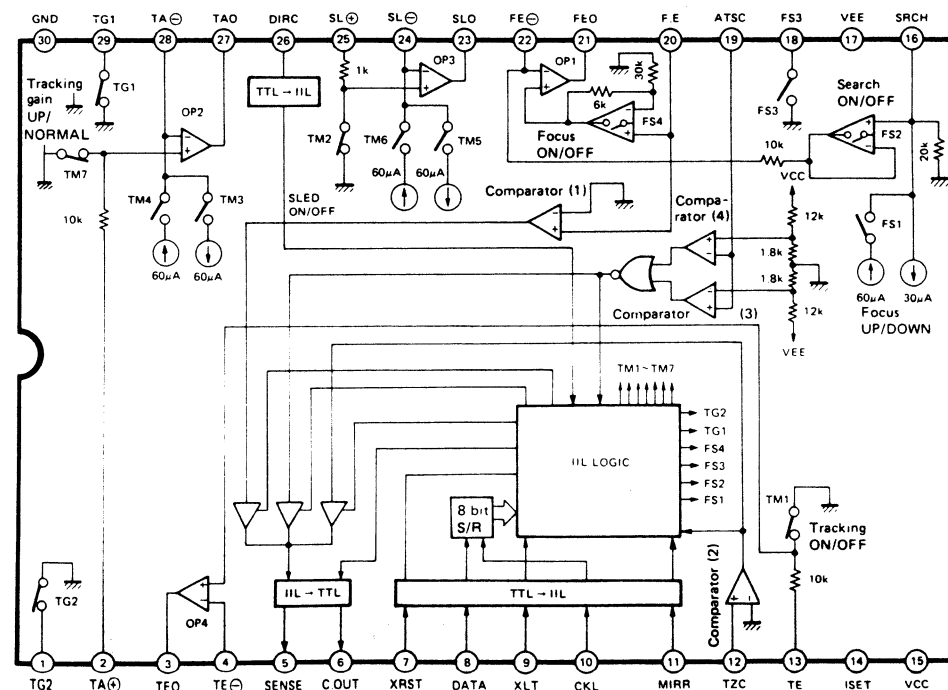 GND TG1 TA⊖ TAO DIRC SL⊕ SL⊖ SLO FE⊖ FEO F.E ATSC FS3 VEE SRCH
30 29 28 27 26 25 24 23 22 21 20 19 18 17 16
Tracking
gain
UP/
NORMAL
TG1
TM7
10k
OP2
TM4
TM3
60µA
60µA
TTL → IIL
SLED
ON/OFF
1k
TM2
OP3
TM6
TM5
60µA
60µA
OP1
30k
6k
FS4
Focus
ON/OFF
Comparator (1)
FS3
Search
ON/OFF
FS2
10k
20k
VCC
Compa-
rator (4)
12k
1.8k
1.8k
12k
Comparator (3)
VEE
FS1
60µA
30µA
Focus
UP/DOWN
TM1~TM7
IIL LOGIC
TG2
TG1
FS4
FS3
FS2
FS1
8 bit
S/R
TM1
Tracking
ON/OFF
10k
Comparator (2)
TG2
OP4
IIL → TTL
TTL → IIL
1 2 3 4 5 6 7 8 9 10 11 12 13 14 15
TG2 TA⊕ TEO TE⊖ SENSE C.OUT XRST DATA XLT CKL MIRR TZC TE ISET VCC